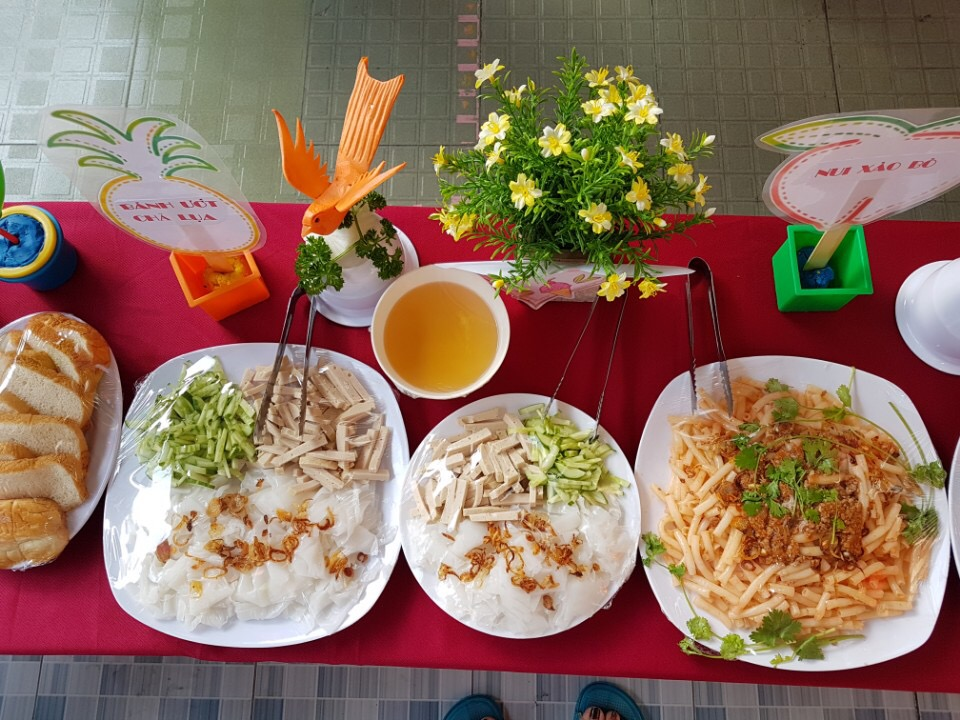 BÁNH ƯỚT
CHẢ LỤA
NUI XÀO BÒ